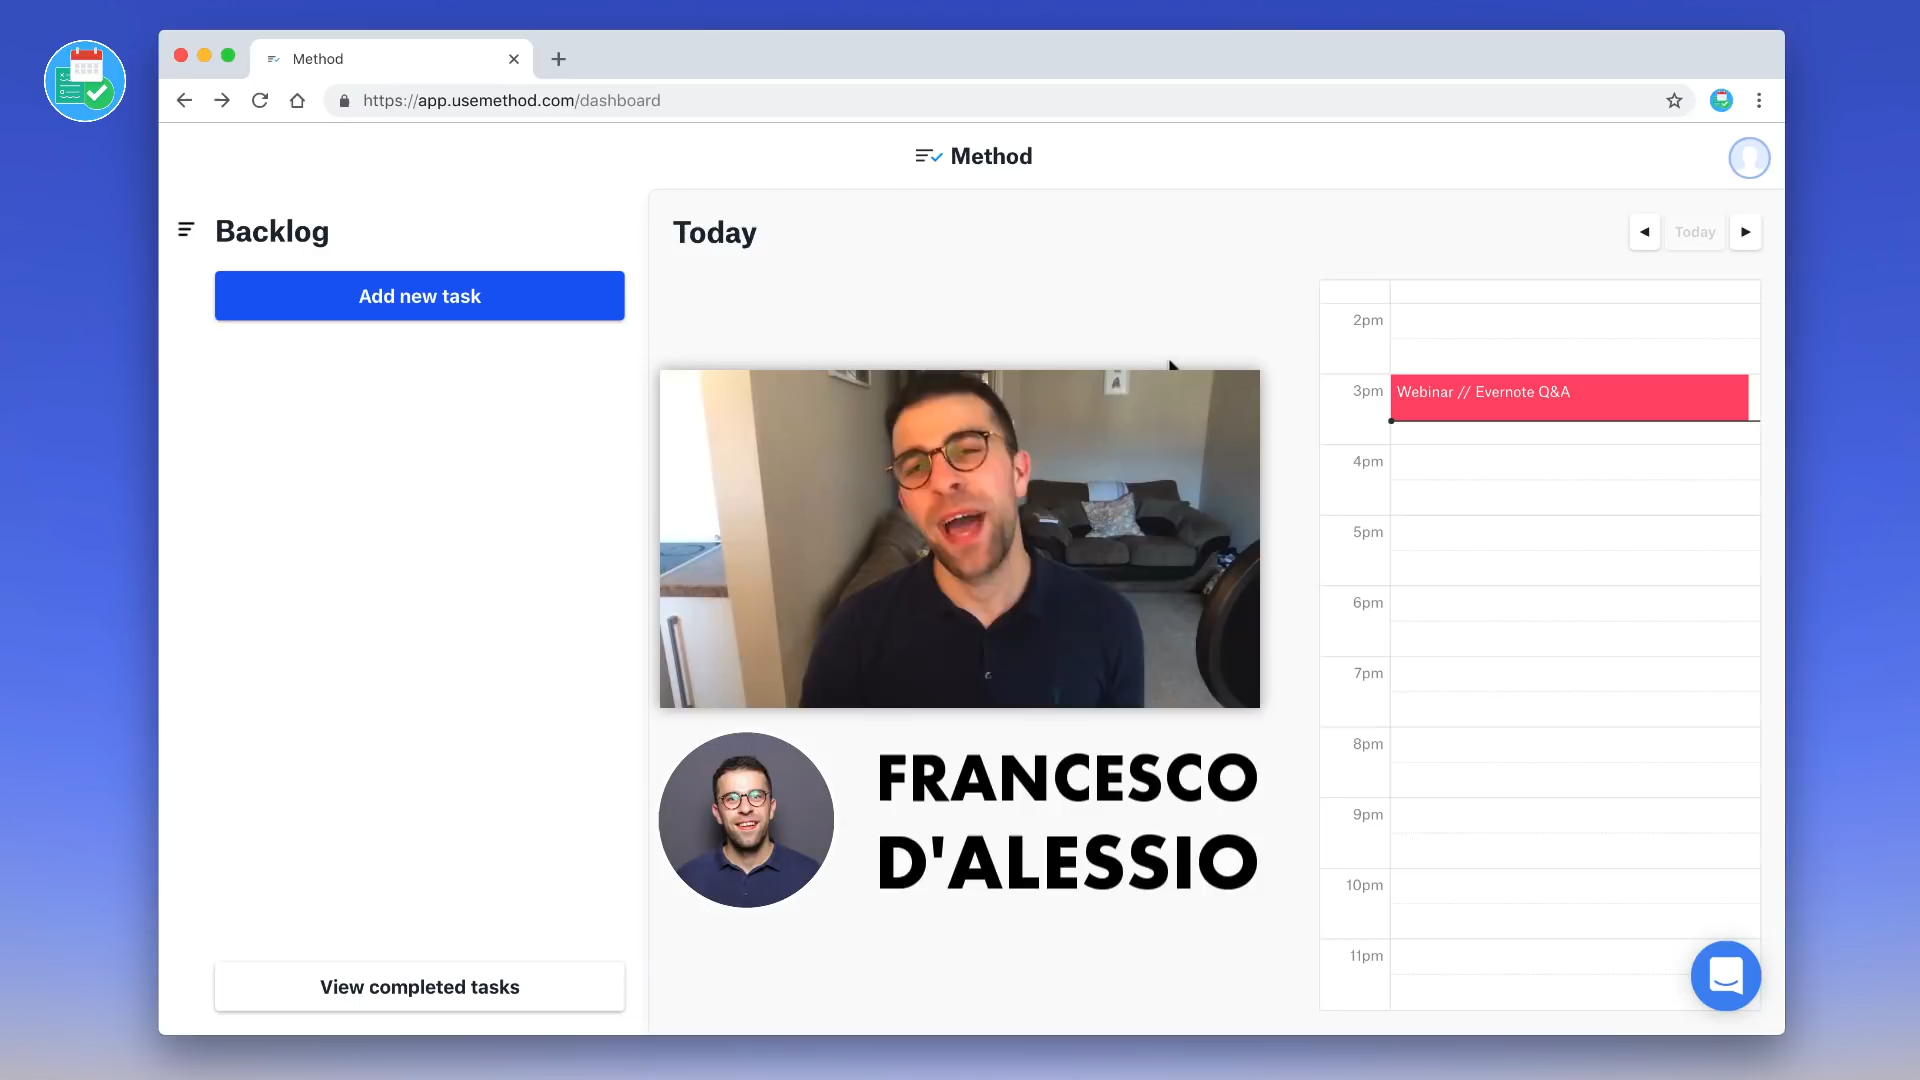 Method
https://app.usemethod.com/dashboard
Method
Backlog
Add new task
View completed tasks
Today
Today
2pm
3pm
Webinar // Evernote Q&A
4pm
5pm
6pm
7pm
8pm
9pm
10pm
11pm
FRANCESCO
D'ALESSIO